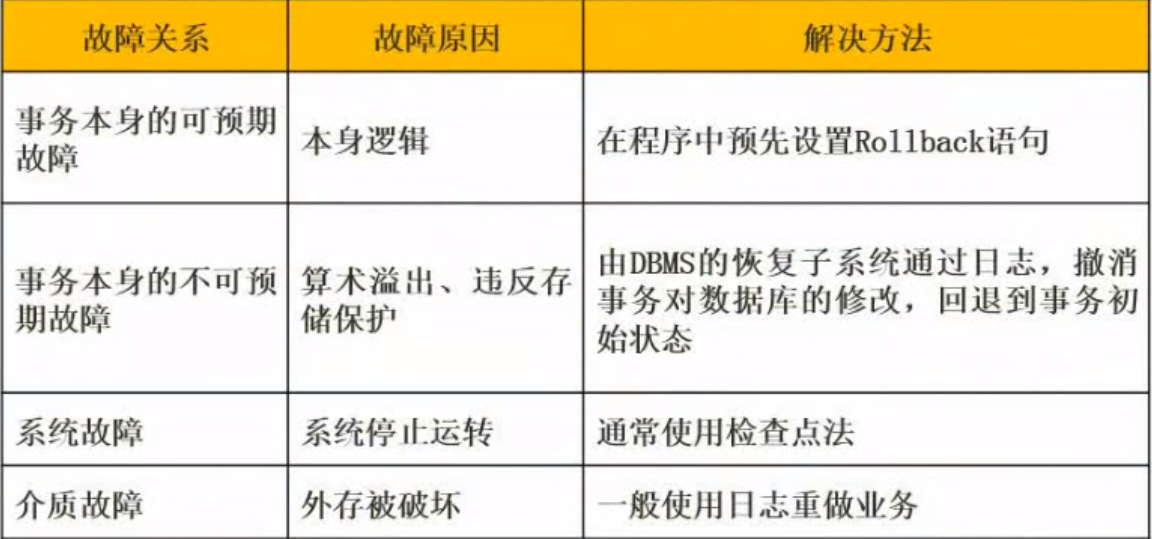 故障关系
故障原因
解决方法
事务本身的可预期
故障
本身逻辑
在程序中预先设置Rollback语句
事务本身的不可预
期故障
算术溢出、违反存
储保护
由DBMS的恢复子系统通过日志，撤消
事务对数据库的修改，回退到事务初
始状态
系统故障
系统停止运转
通常使用检查点法
介质故障
外存被破坏
一般使用日志重做业务